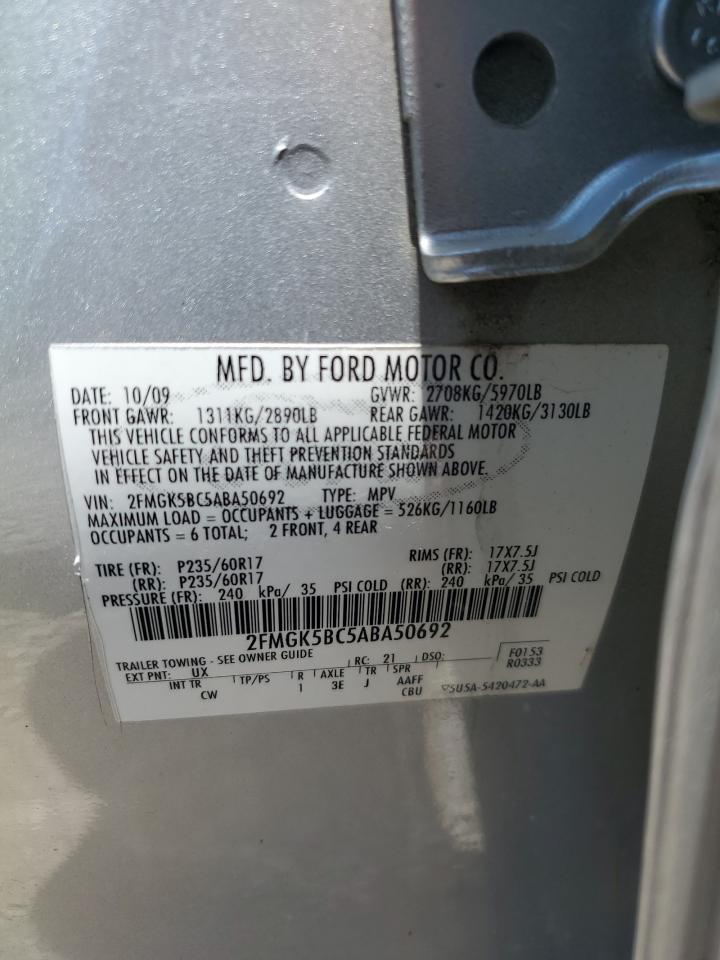 MFD. BY FORD MOTOR CO.
DATE: 10/09 GVWR: 2708KG/5970LB
FRONT GAWR: 1311KG/2890LB REAR GAWR: 1420KG/3130LB
THIS VEHICLE CONFORMS TO ALL APPLICABLE FEDERAL MOTOR
VEHICLE SAFETY AND THEFT PREVENTION STANDARDS
IN EFFECT ON THE DATE OF MANUFACTURE SHOWN ABOVE.
VIN: 2FMGK5BC5ABA50692 TYPE: MPV
MAXIMUM LOAD = OCCUPANTS + LUGGAGE = 526KG/1160LB
OCCUPANTS = 6 TOTAL; 2 FRONT, 4 REAR
TIRE (FR): P235/60R17 RIMS (FR): 17X7.5J
(RR): P235/60R17 (RR): 17X7.5J
PRESSURE (FR): 240 kPa/ 35 PSI COLD (RR): 240 kPa/ 35 PSI COLD
2FMGK5BC5ABA50692
TRAILER TOWING - SEE OWNER GUIDE
EXT PNT: UX RC: 21 DSO: F0153
R0333
INT TR TP/PS R AXLE TR SPR
CW 1 3E J AAFF
CBU 5U5A-5420472-AA